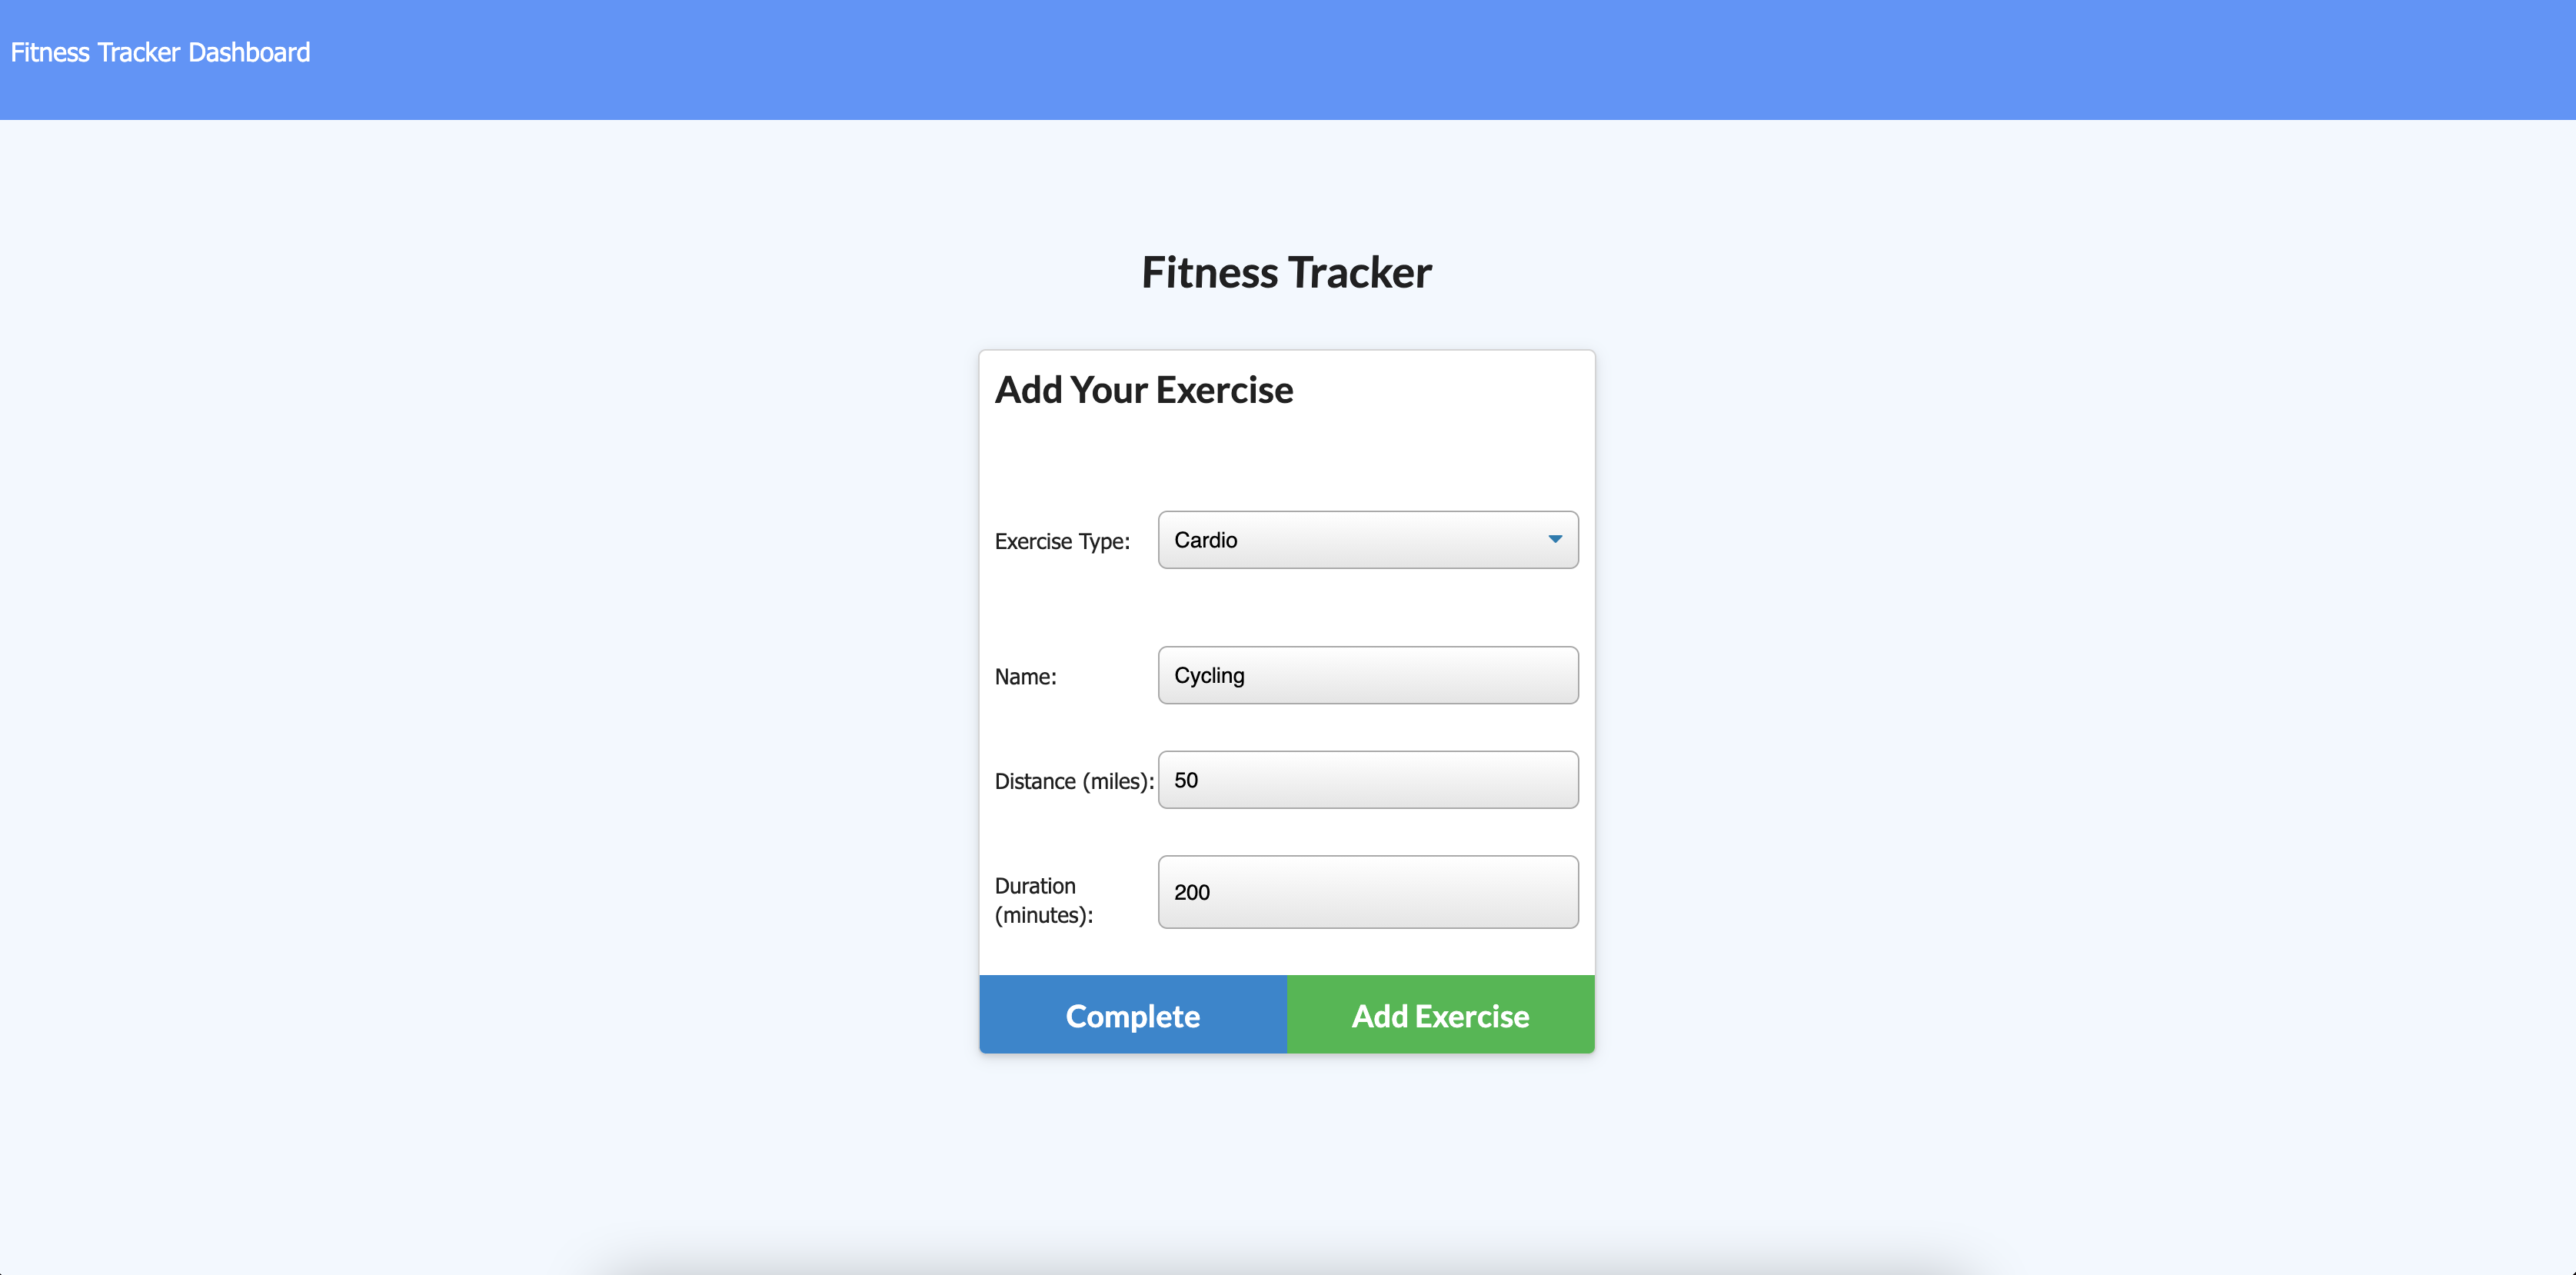 Fitness Tracker Dashboard
Fitness Tracker
Add Your Exercise
Exercise Type:
Cardio
Name:
Cycling
Distance (miles):
50
Duration
(minutes):
200
Complete
Add Exercise